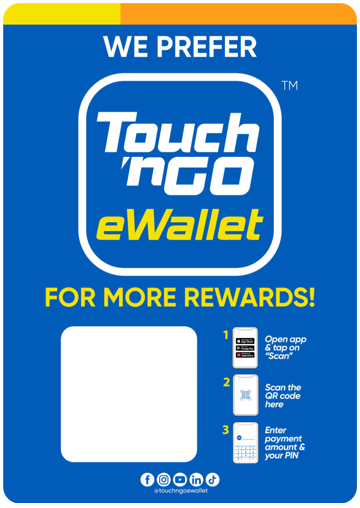 WE PREFER
TM
Touch
'nGO
eWallet
FOR MORE REWARDS!
1
Open app
& tap on
"Scan"
2
Scan the
QR code
here
3
Enter
payment
amount &
your PIN
@touchngoewallet